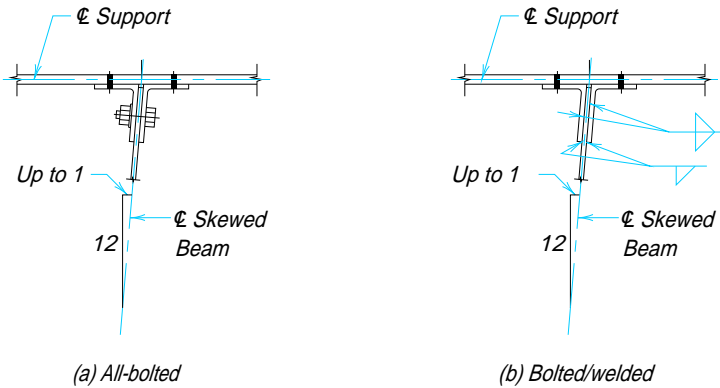 ℄ Support
Up to 1
℄ Skewed
Beam
12
(a) All-bolted
℄ Support
Up to 1
℄ Skewed
Beam
12
(b) Bolted/welded